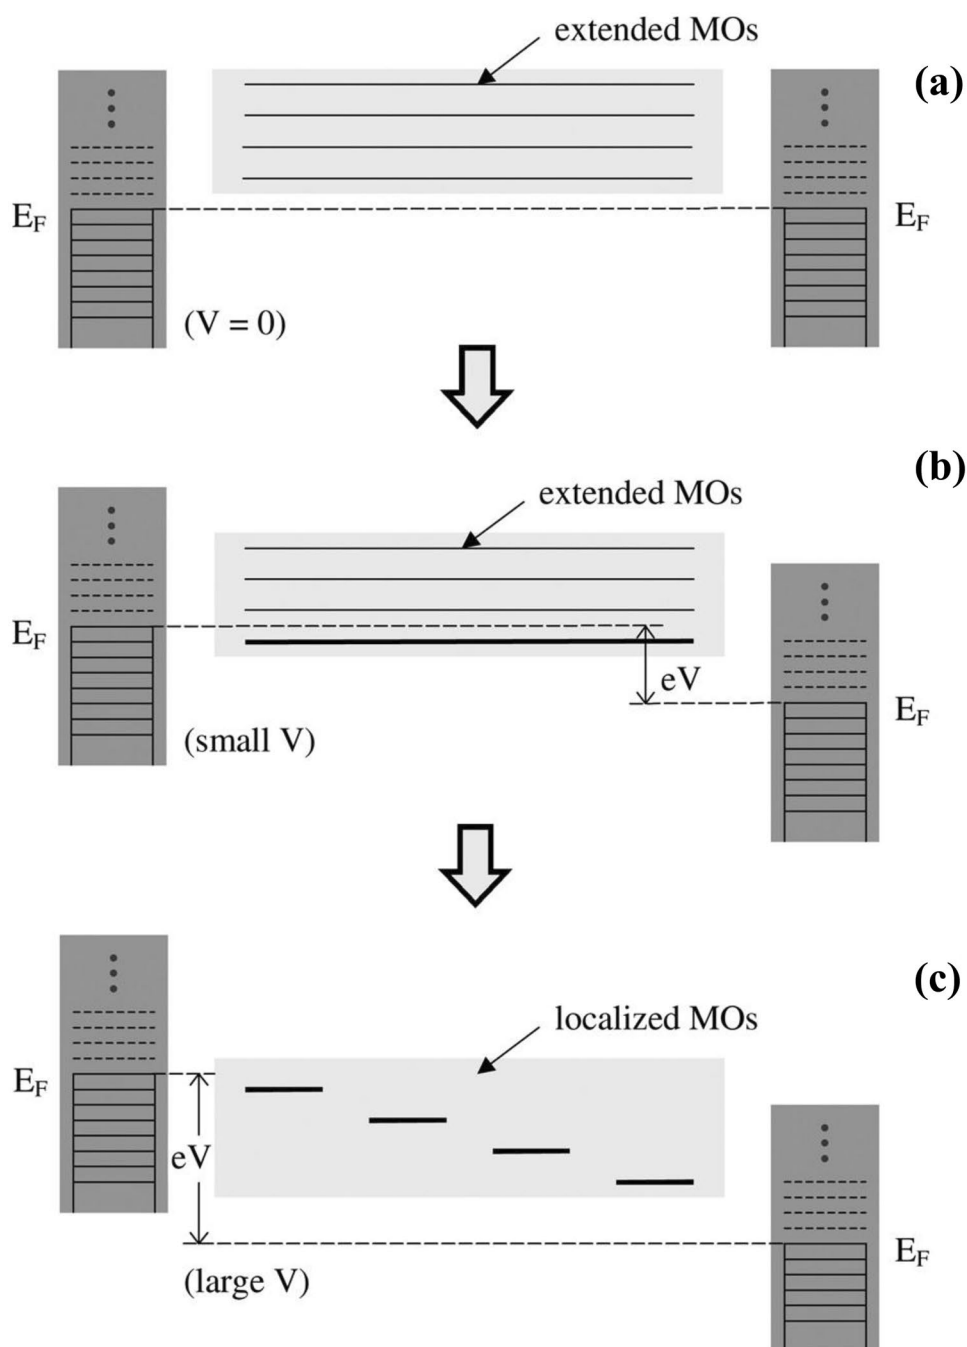 extended MOs
(a)
E_F
E_F
(V = 0)
(b)
extended MOs
E_F
eV
E_F
(small V)
(c)
localized MOs
E_F
eV
E_F
(large V)